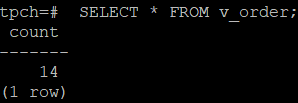 tpch=#  SELECT * FROM v_order;
 count
-------
    14
(1 row)